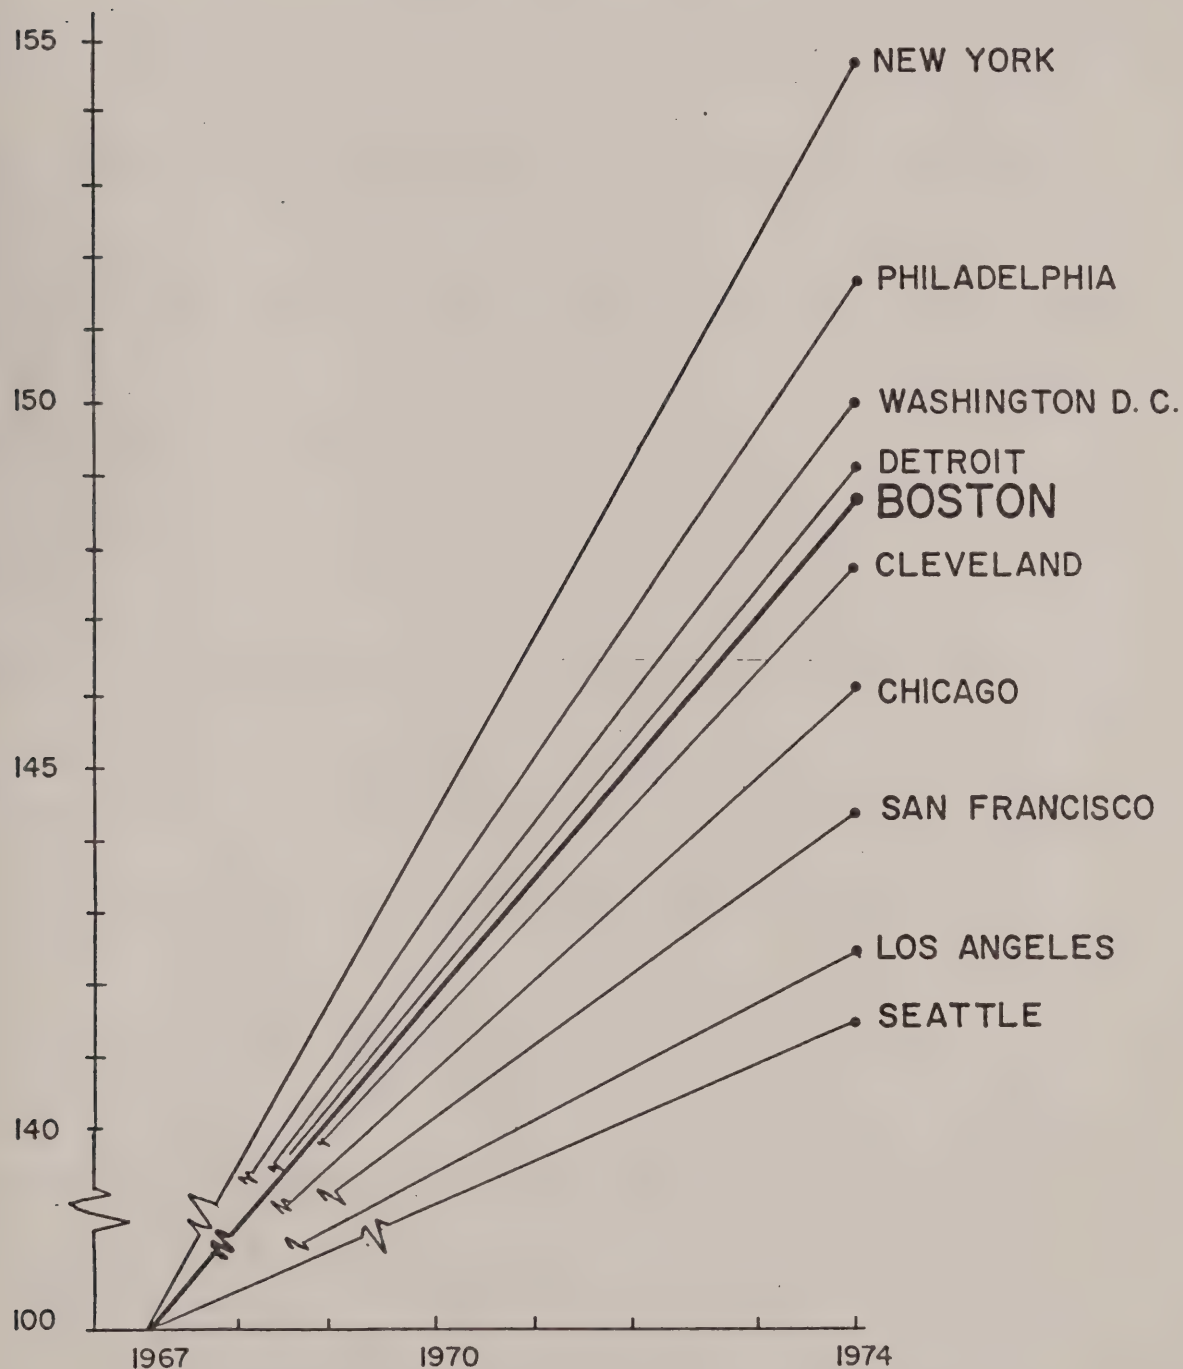 155
NEW YORK
PHILADELPHIA
150
WASHINGTON D. C.
DETROIT
BOSTON
CLEVELAND
CHICAGO
145
SAN FRANCISCO
LOS ANGELES
SEATTLE
140
100
1967 1970 1974